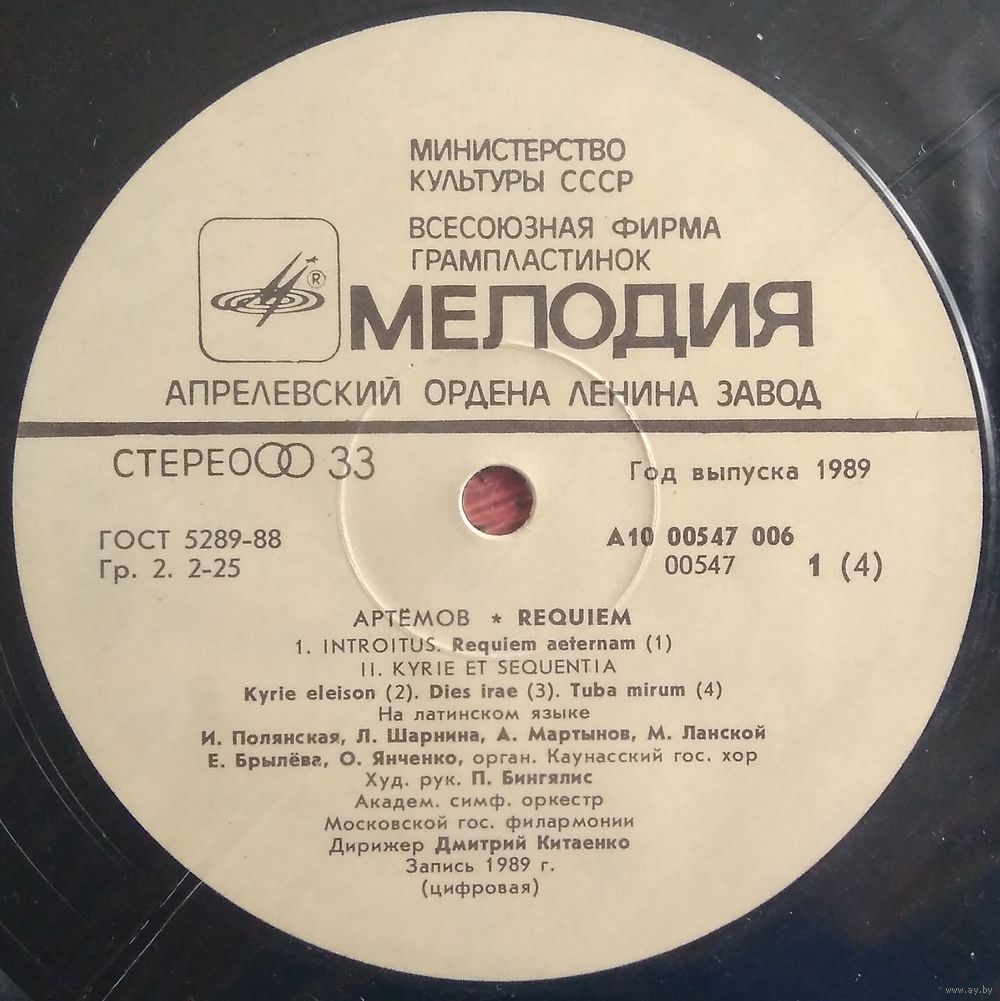 МИНИСТЕРСТВО
КУЛЬТУРЫ СССР
ВСЕСОЮЗНАЯ ФИРМА
ГРАМПЛАСТИНОК
®
МЕЛОДИЯ
АПРЕЛЕВСКИЙ ОРДЕНА ЛЕНИНА ЗАВОД
СТЕРЕО 33
Год выпуска 1989
ГОСТ 5289-88
Гр. 2. 2-25
А10 00547 006
00547 1 (4)
АРТЁМОВ * REQUIEM
1. INTROITUS. Requiem aeternam (1)
II. KYRIE ET SEQUENTIA
Kyrie eleison (2). Dies irae (3). Tuba mirum (4)
На латинском языке
И. Полянская, Л. Шарнина, А. Мартынов, М. Ланской
Е. Брылёва, О. Янченко, орган. Каунасский гос. хор
Худ. рук. П. Бингялис
Академ. симф. оркестр
Московской гос. филармонии
Дирижер Дмитрий Китаенко
Запись 1989 г.
(цифровая)
www.ay.by